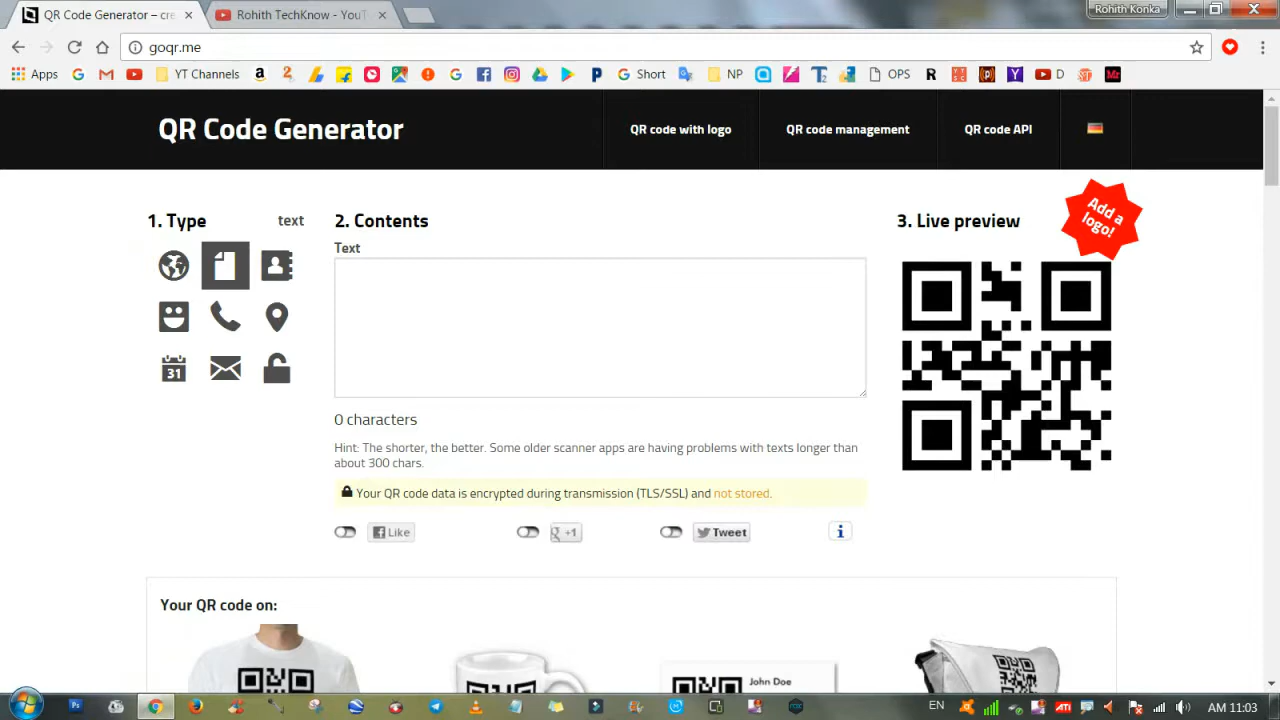 QR Code Generator – cre
Rohith TechKnow - YouT
Rohith Konka
goqr.me
Apps
YT Channels
Short
NP
OPS
D
QR Code Generator
QR code with logo
QR code management
QR code API
1. Type
text
2. Contents
3. Live preview
Add a
logo!
Text
31
0 characters
Hint: The shorter, the better. Some older scanner apps are having problems with texts longer than
about 300 chars.
Your QR code data is encrypted during transmission (TLS/SSL) and not stored.
Like
+1
Tweet
Your QR code on:
John Doe
EN
AM 11:03